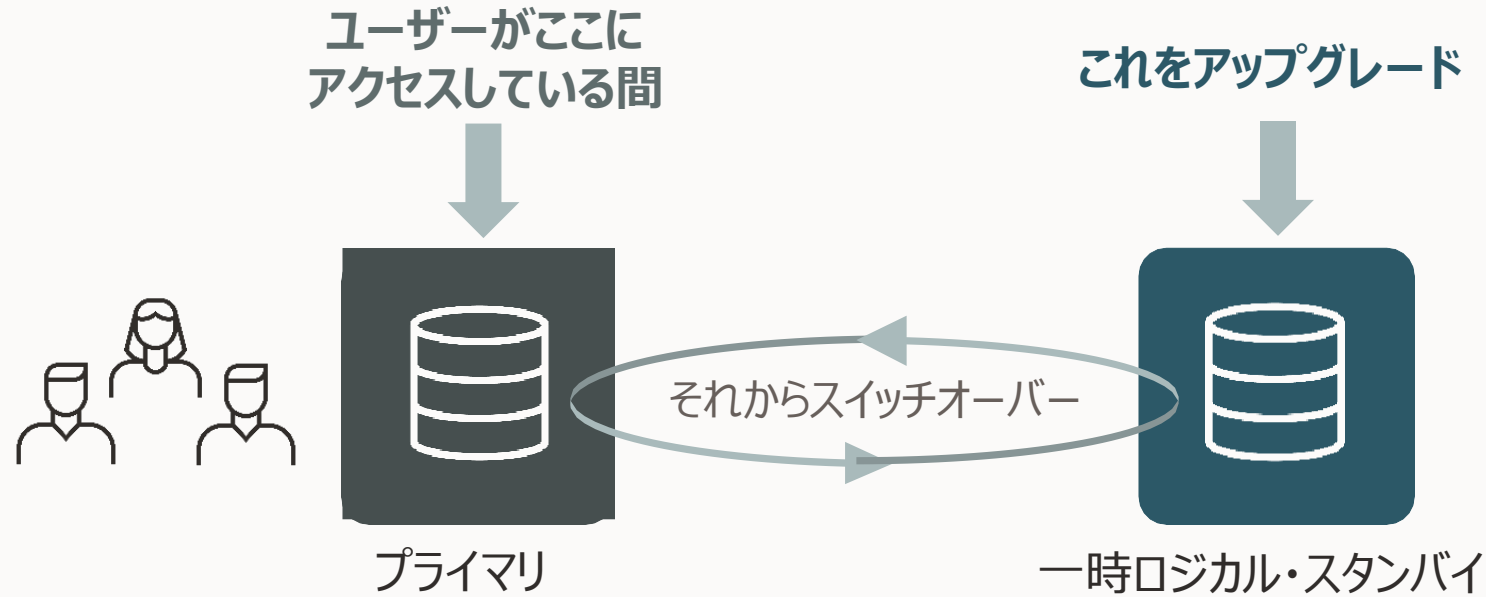 ユーザーがここに
アクセスしている間
これをアップグレード
それからスイッチオーバー
プライマリ
一時ロジカル・スタンバイ